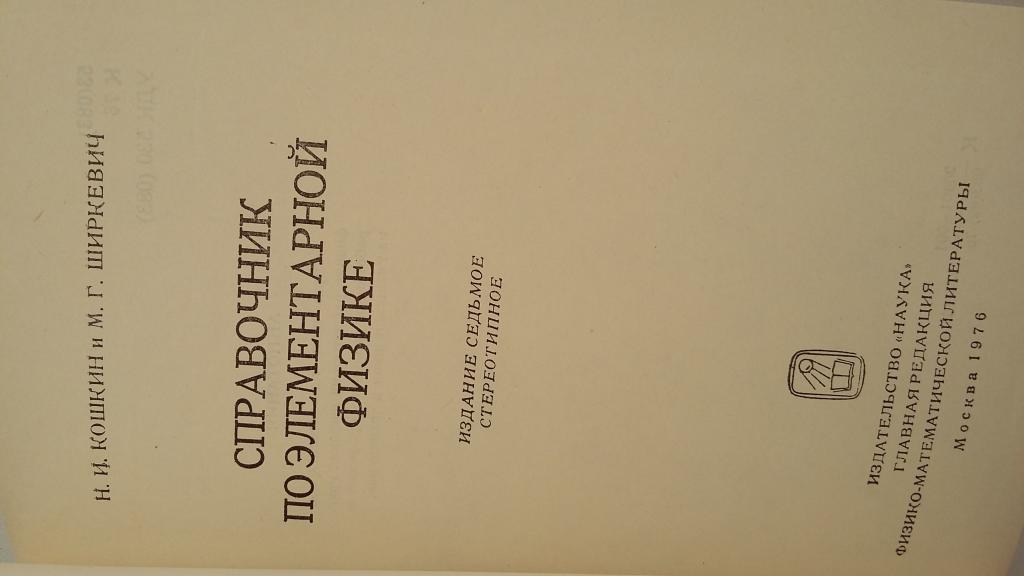 Н. И. КОШКИН и М. Г. ШИРКЕВИЧ
СПРАВОЧНИК
ПО ЭЛЕМЕНТАРНОЙ
ФИЗИКЕ
ИЗДАНИЕ СЕДЬМОЕ
СТЕРЕОТИПНОЕ
ИЗДАТЕЛЬСТВО «НАУКА»
ГЛАВНАЯ РЕДАКЦИЯ
ФИЗИКО-МАТЕМАТИЧЕСКОЙ ЛИТЕРАТУРЫ
Москва 1976